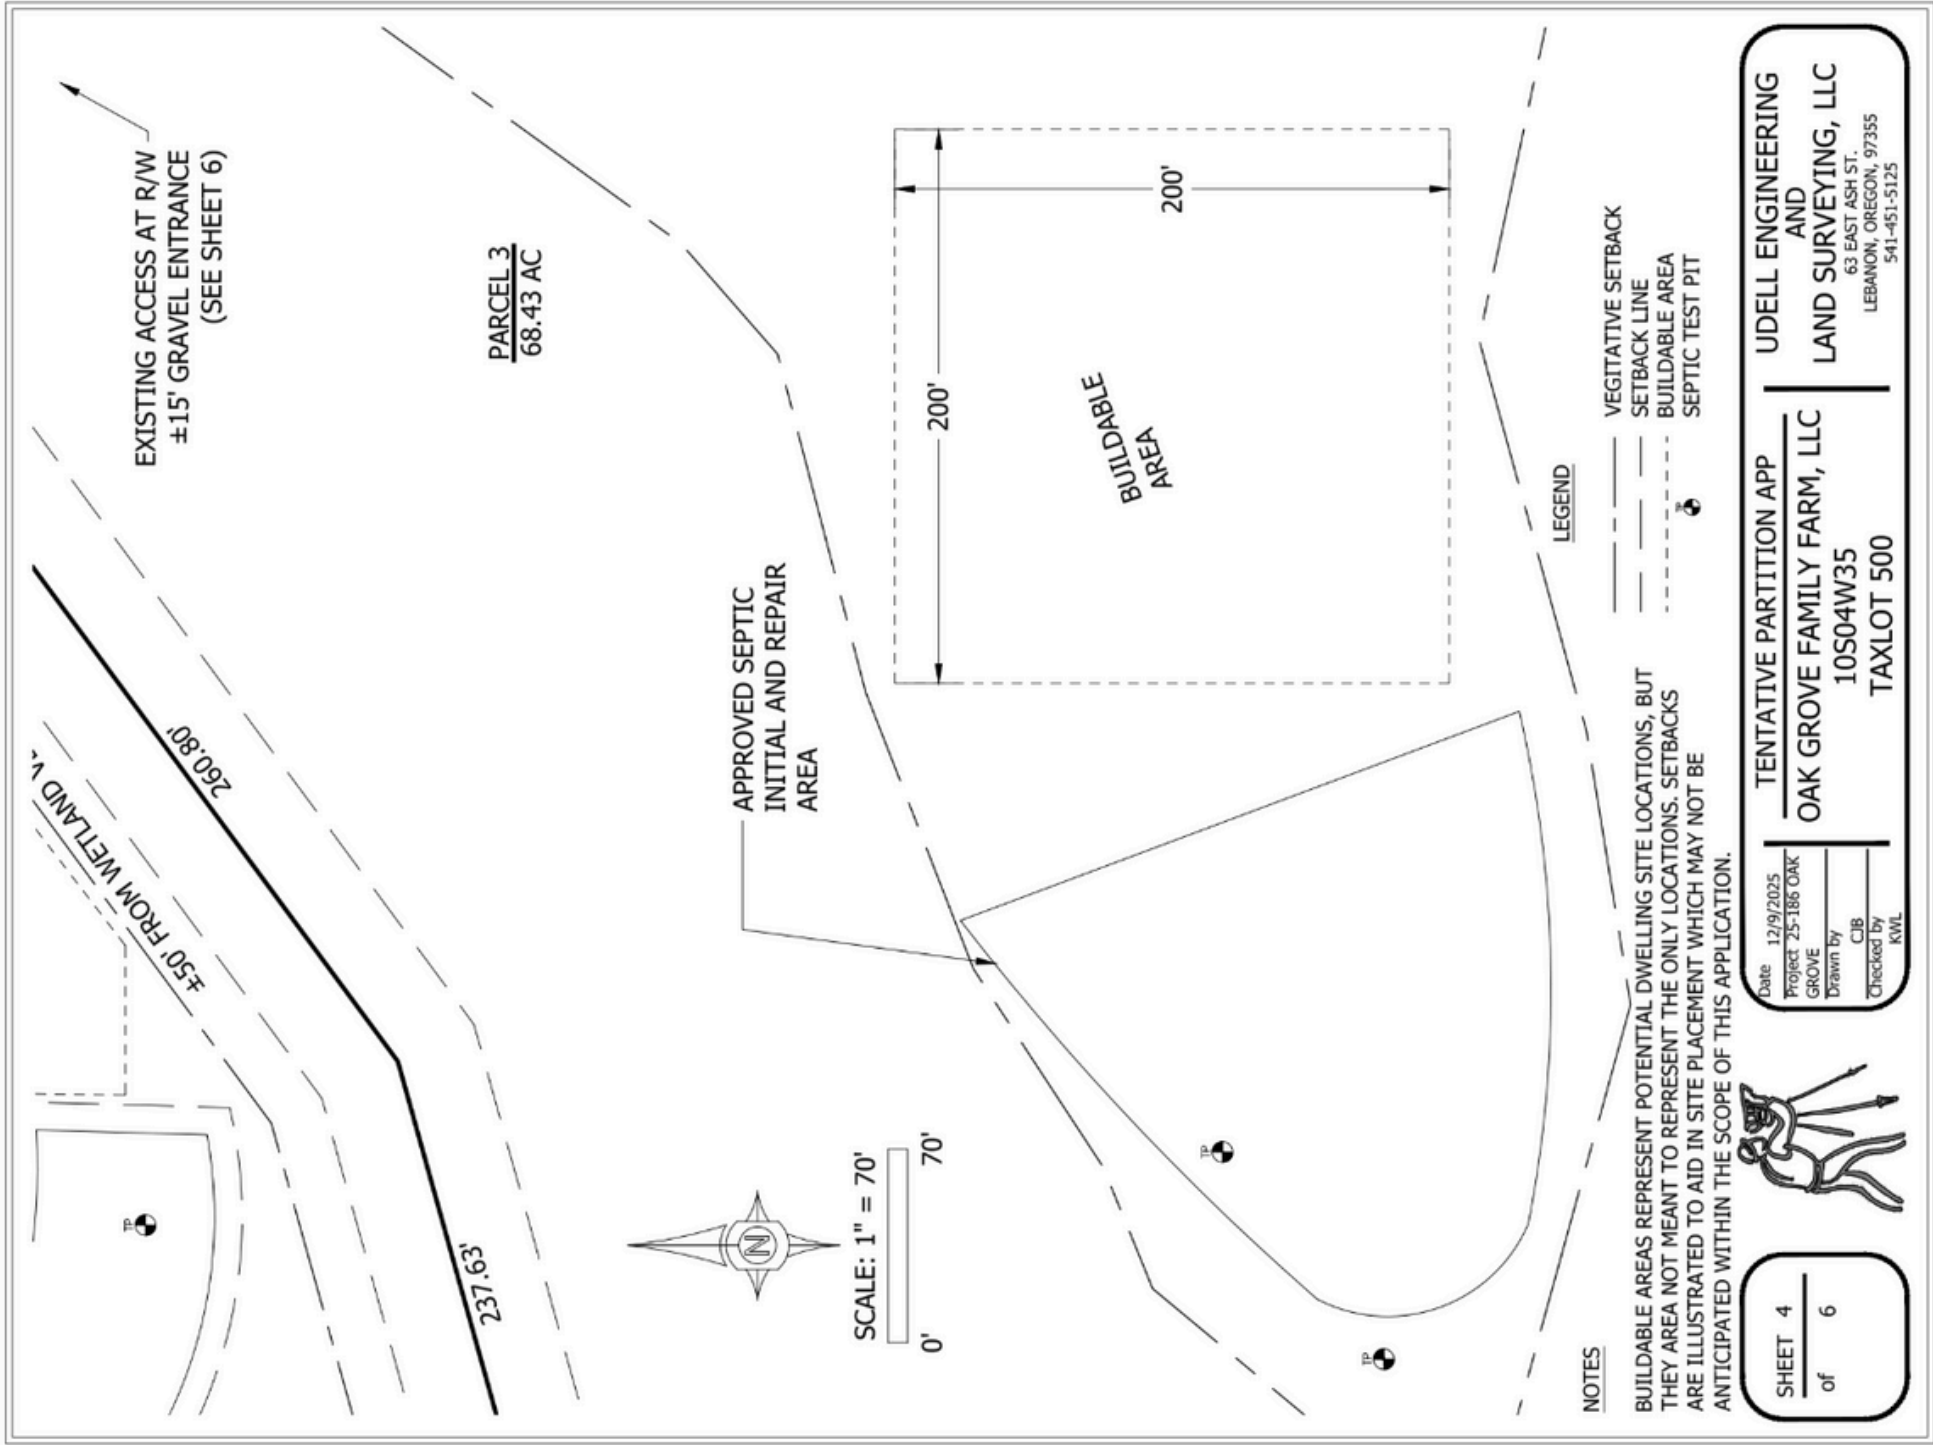 EXISTING ACCESS AT R/W
±15' GRAVEL ENTRANCE
(SEE SHEET 6)
PARCEL 3
68.43 AC
260.80'
±50' FROM WETLAND
237.63'
APPROVED SEPTIC
INITIAL AND REPAIR
AREA
200'
200'
BUILDABLE
AREA
TP
TP
TP
N
SCALE: 1" = 70'
0'
70'
LEGEND
VEGITATIVE SETBACK
SETBACK LINE
BUILDABLE AREA
SEPTIC TEST PIT
TP
NOTES
BUILDABLE AREAS REPRESENT POTENTIAL DWELLING SITE LOCATIONS, BUT
THEY AREA NOT MEANT TO REPRESENT THE ONLY LOCATIONS. SETBACKS
ARE ILLUSTRATED TO AID IN SITE PLACEMENT WHICH MAY NOT BE
ANTICIPATED WITHIN THE SCOPE OF THIS APPLICATION.
SHEET 4
of 6
Date 12/9/2025
Project 25-186 OAK
GROVE
Drawn by
CJB
Checked by
KWL
TENTATIVE PARTITION APP
OAK GROVE FAMILY FARM, LLC
10S04W35
TAXLOT 500
UDELL ENGINEERING
AND
LAND SURVEYING, LLC
63 EAST ASH ST.
LEBANON, OREGON, 97355
541-451-5125